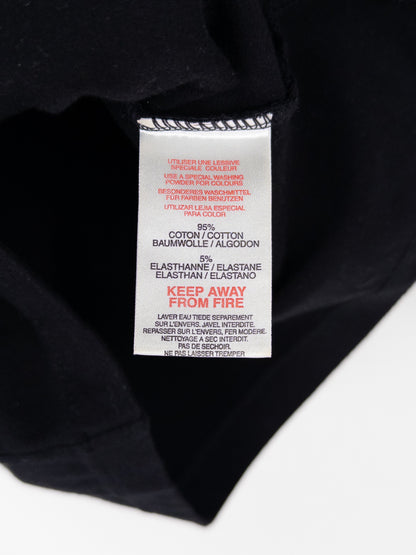 UTILISER UNE LESSIVE
SPECIALE COULEUR
USE A SPECIAL WASHING
POWDER FOR COLOURS
BESONDERES WASCHMITTEL
FUR FARBEN BENUTZEN
UTILIZAR LEJIA ESPECIAL
PARA COLOR
95%
COTON / COTTON
BAUMWOLLE / ALGODON
5%
ELASTHANNE / ELASTANE
ELASTHAN / ELASTANO
KEEP AWAY
FROM FIRE
LAVER EAU TIEDE SEPAREMENT
SUR L'ENVERS. JAVEL INTERDITE.
REPASSER SUR L'ENVERS, FER MODERE.
NETTOYAGE A SEC INTERDIT.
PAS DE SECHOIR.
NE PAS LAISSER TREMPER